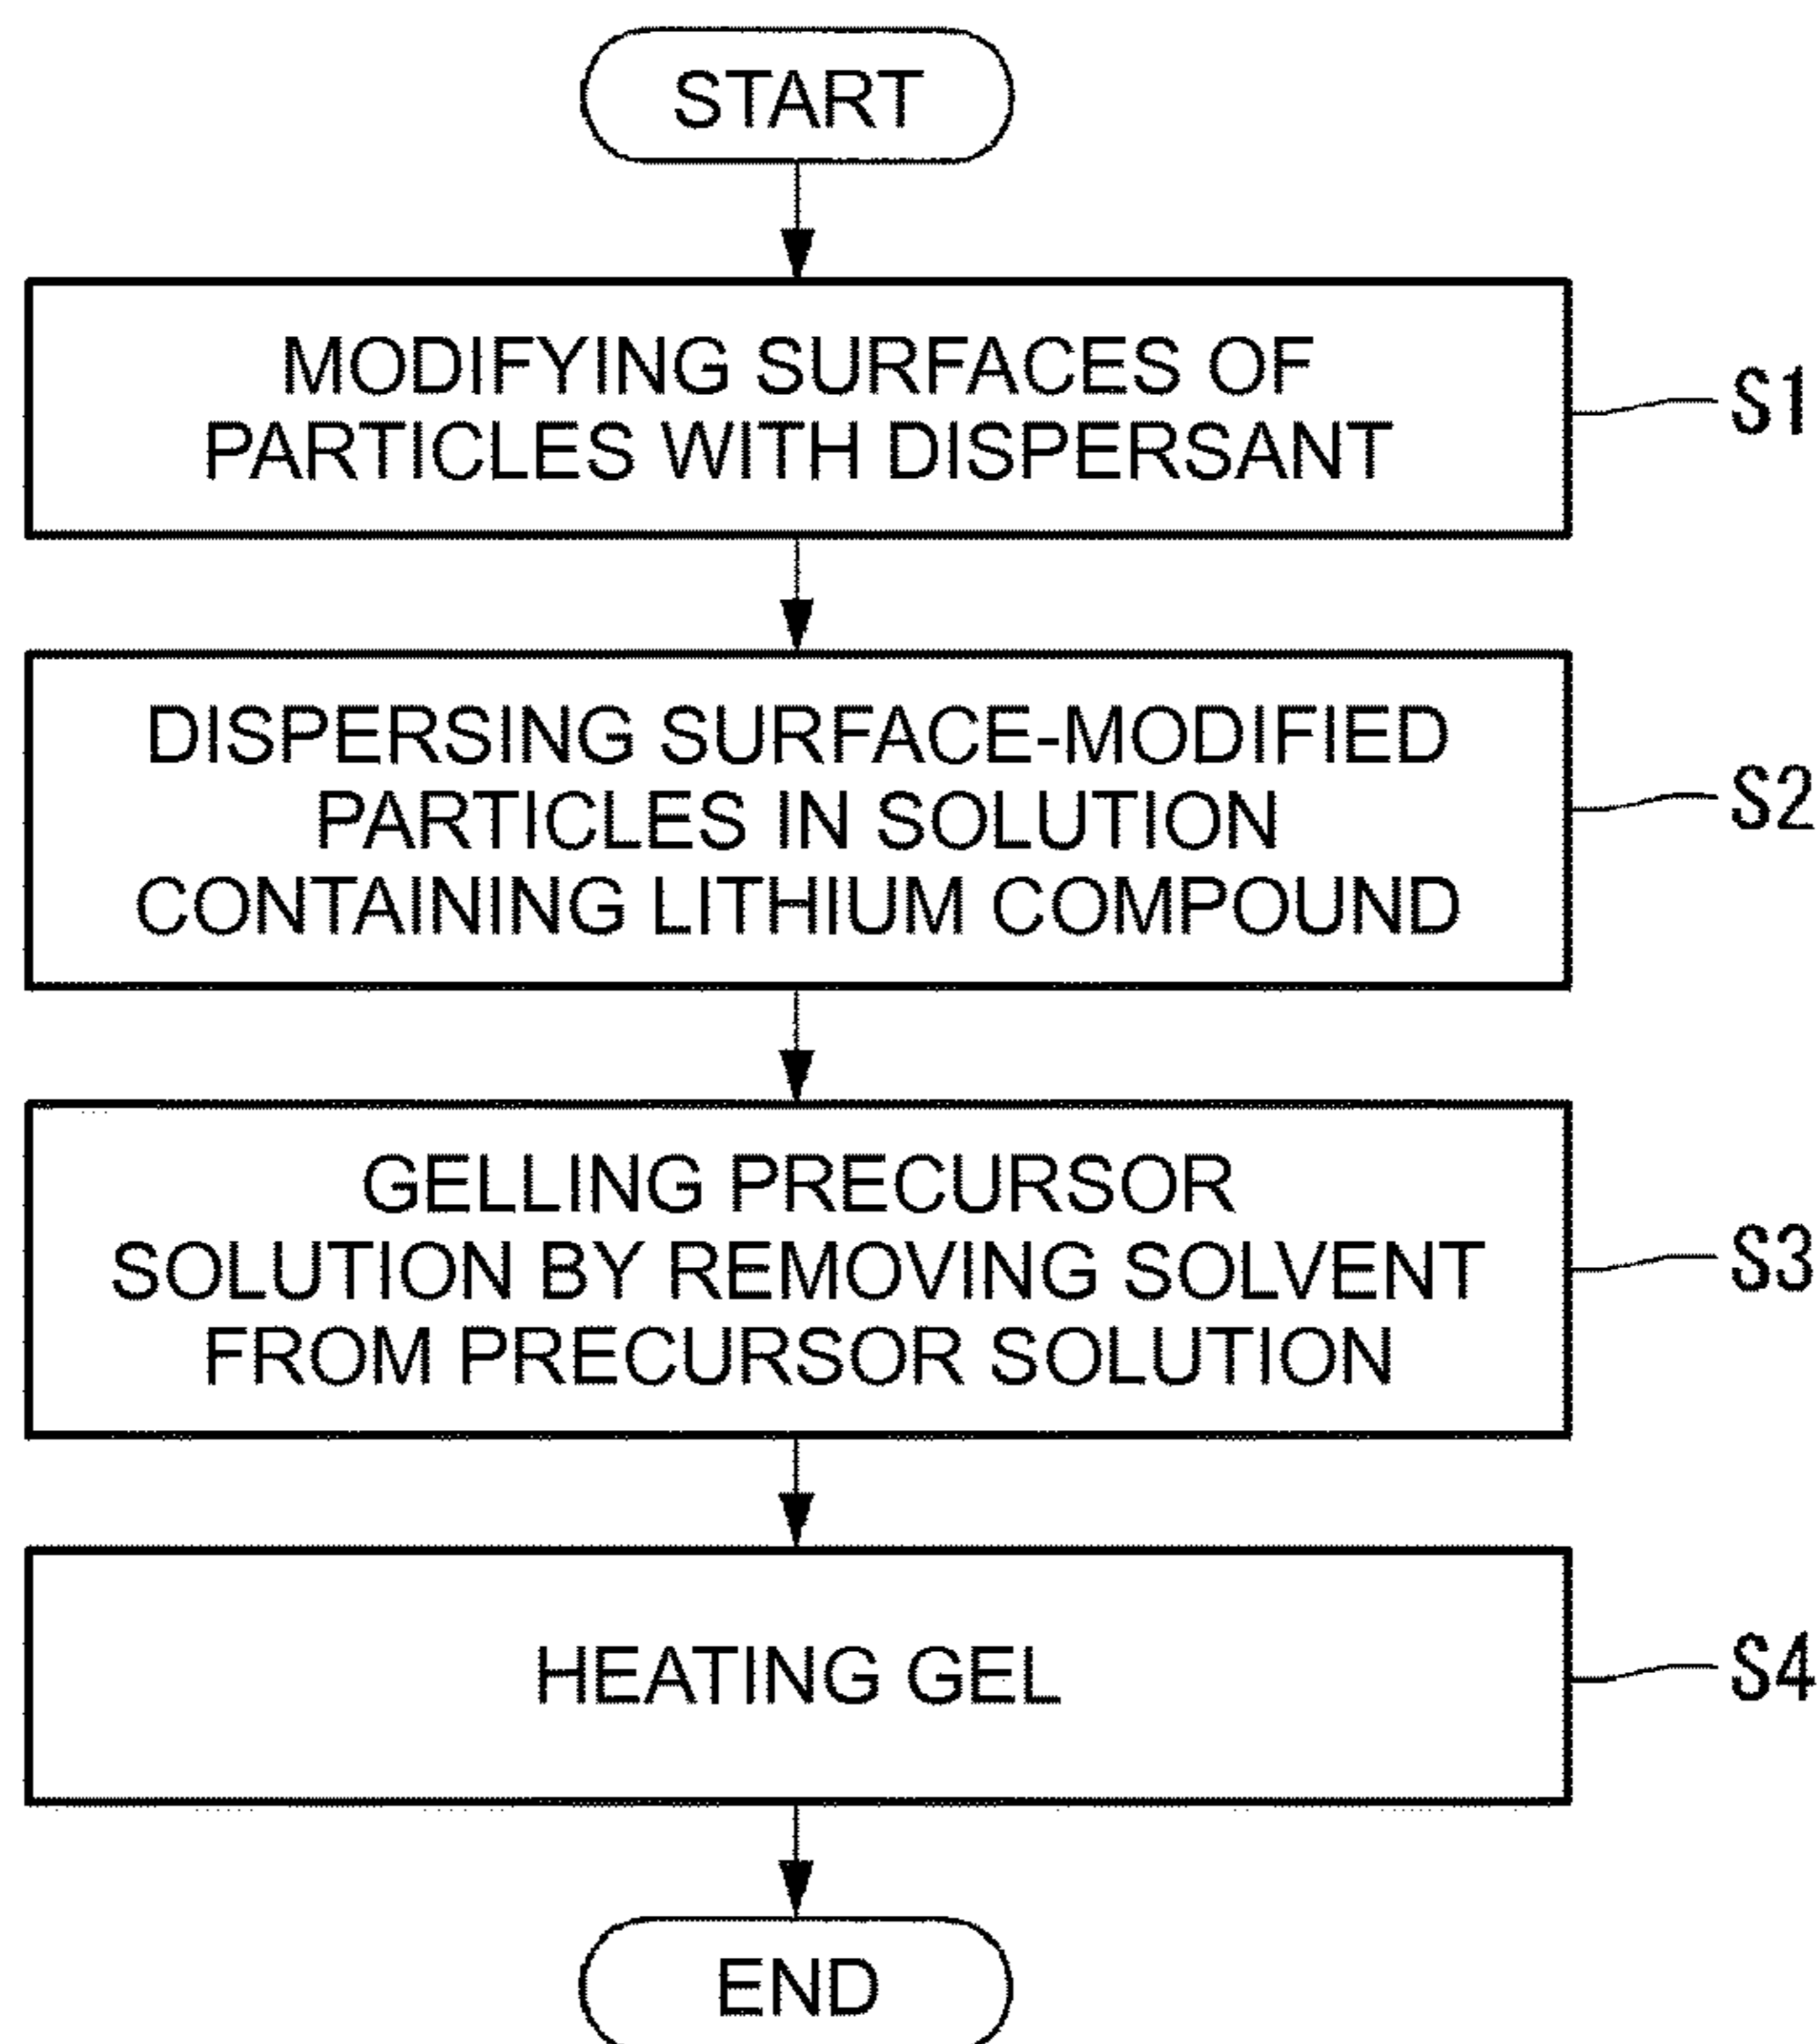 START
MODIFYING SURFACES OF
PARTICLES WITH DISPERSANT
S1
DISPERSING SURFACE-MODIFIED
PARTICLES IN SOLUTION
CONTAINING LITHIUM COMPOUND
S2
GELLING PRECURSOR
SOLUTION BY REMOVING SOLVENT
FROM PRECURSOR SOLUTION
S3
HEATING GEL
S4
END